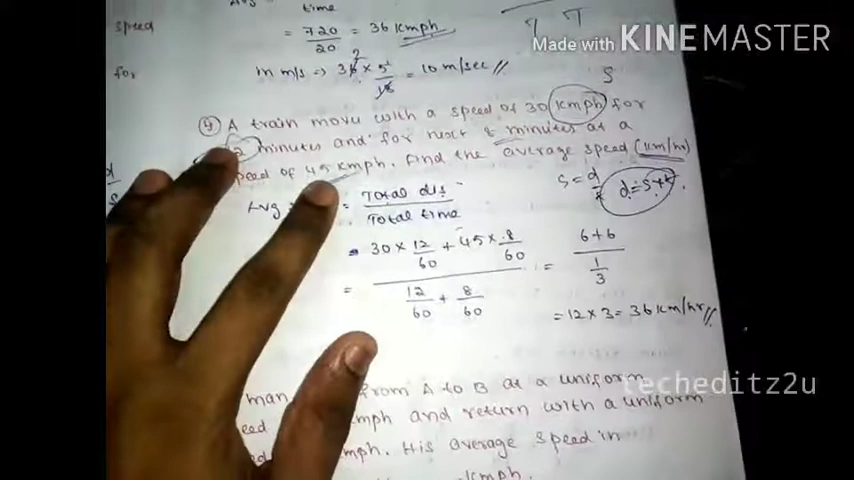 time
speed
= 720/20 = 36 kmph
Made with KINEMASTER
for
in m/s => 36 × 5/18 = 10 m/sec //
S
9 A train move with a speed of 30 kmph for
12 minutes and for next 8 minutes at a
speed of 45 kmph. Find the average speed (km/hr)
Avg = Total dis / Total time
s = d/t d = s×t.
= 30 × 12/60 + 45 × 8/60
= 12/60 + 8/60 = 6+6 / 1/3
= 12 × 3 = 36 km/hr //
techeditz2u
man from A to B at a uniform
eed kmph and return with a uniform
mph. His average speed in
kmph.